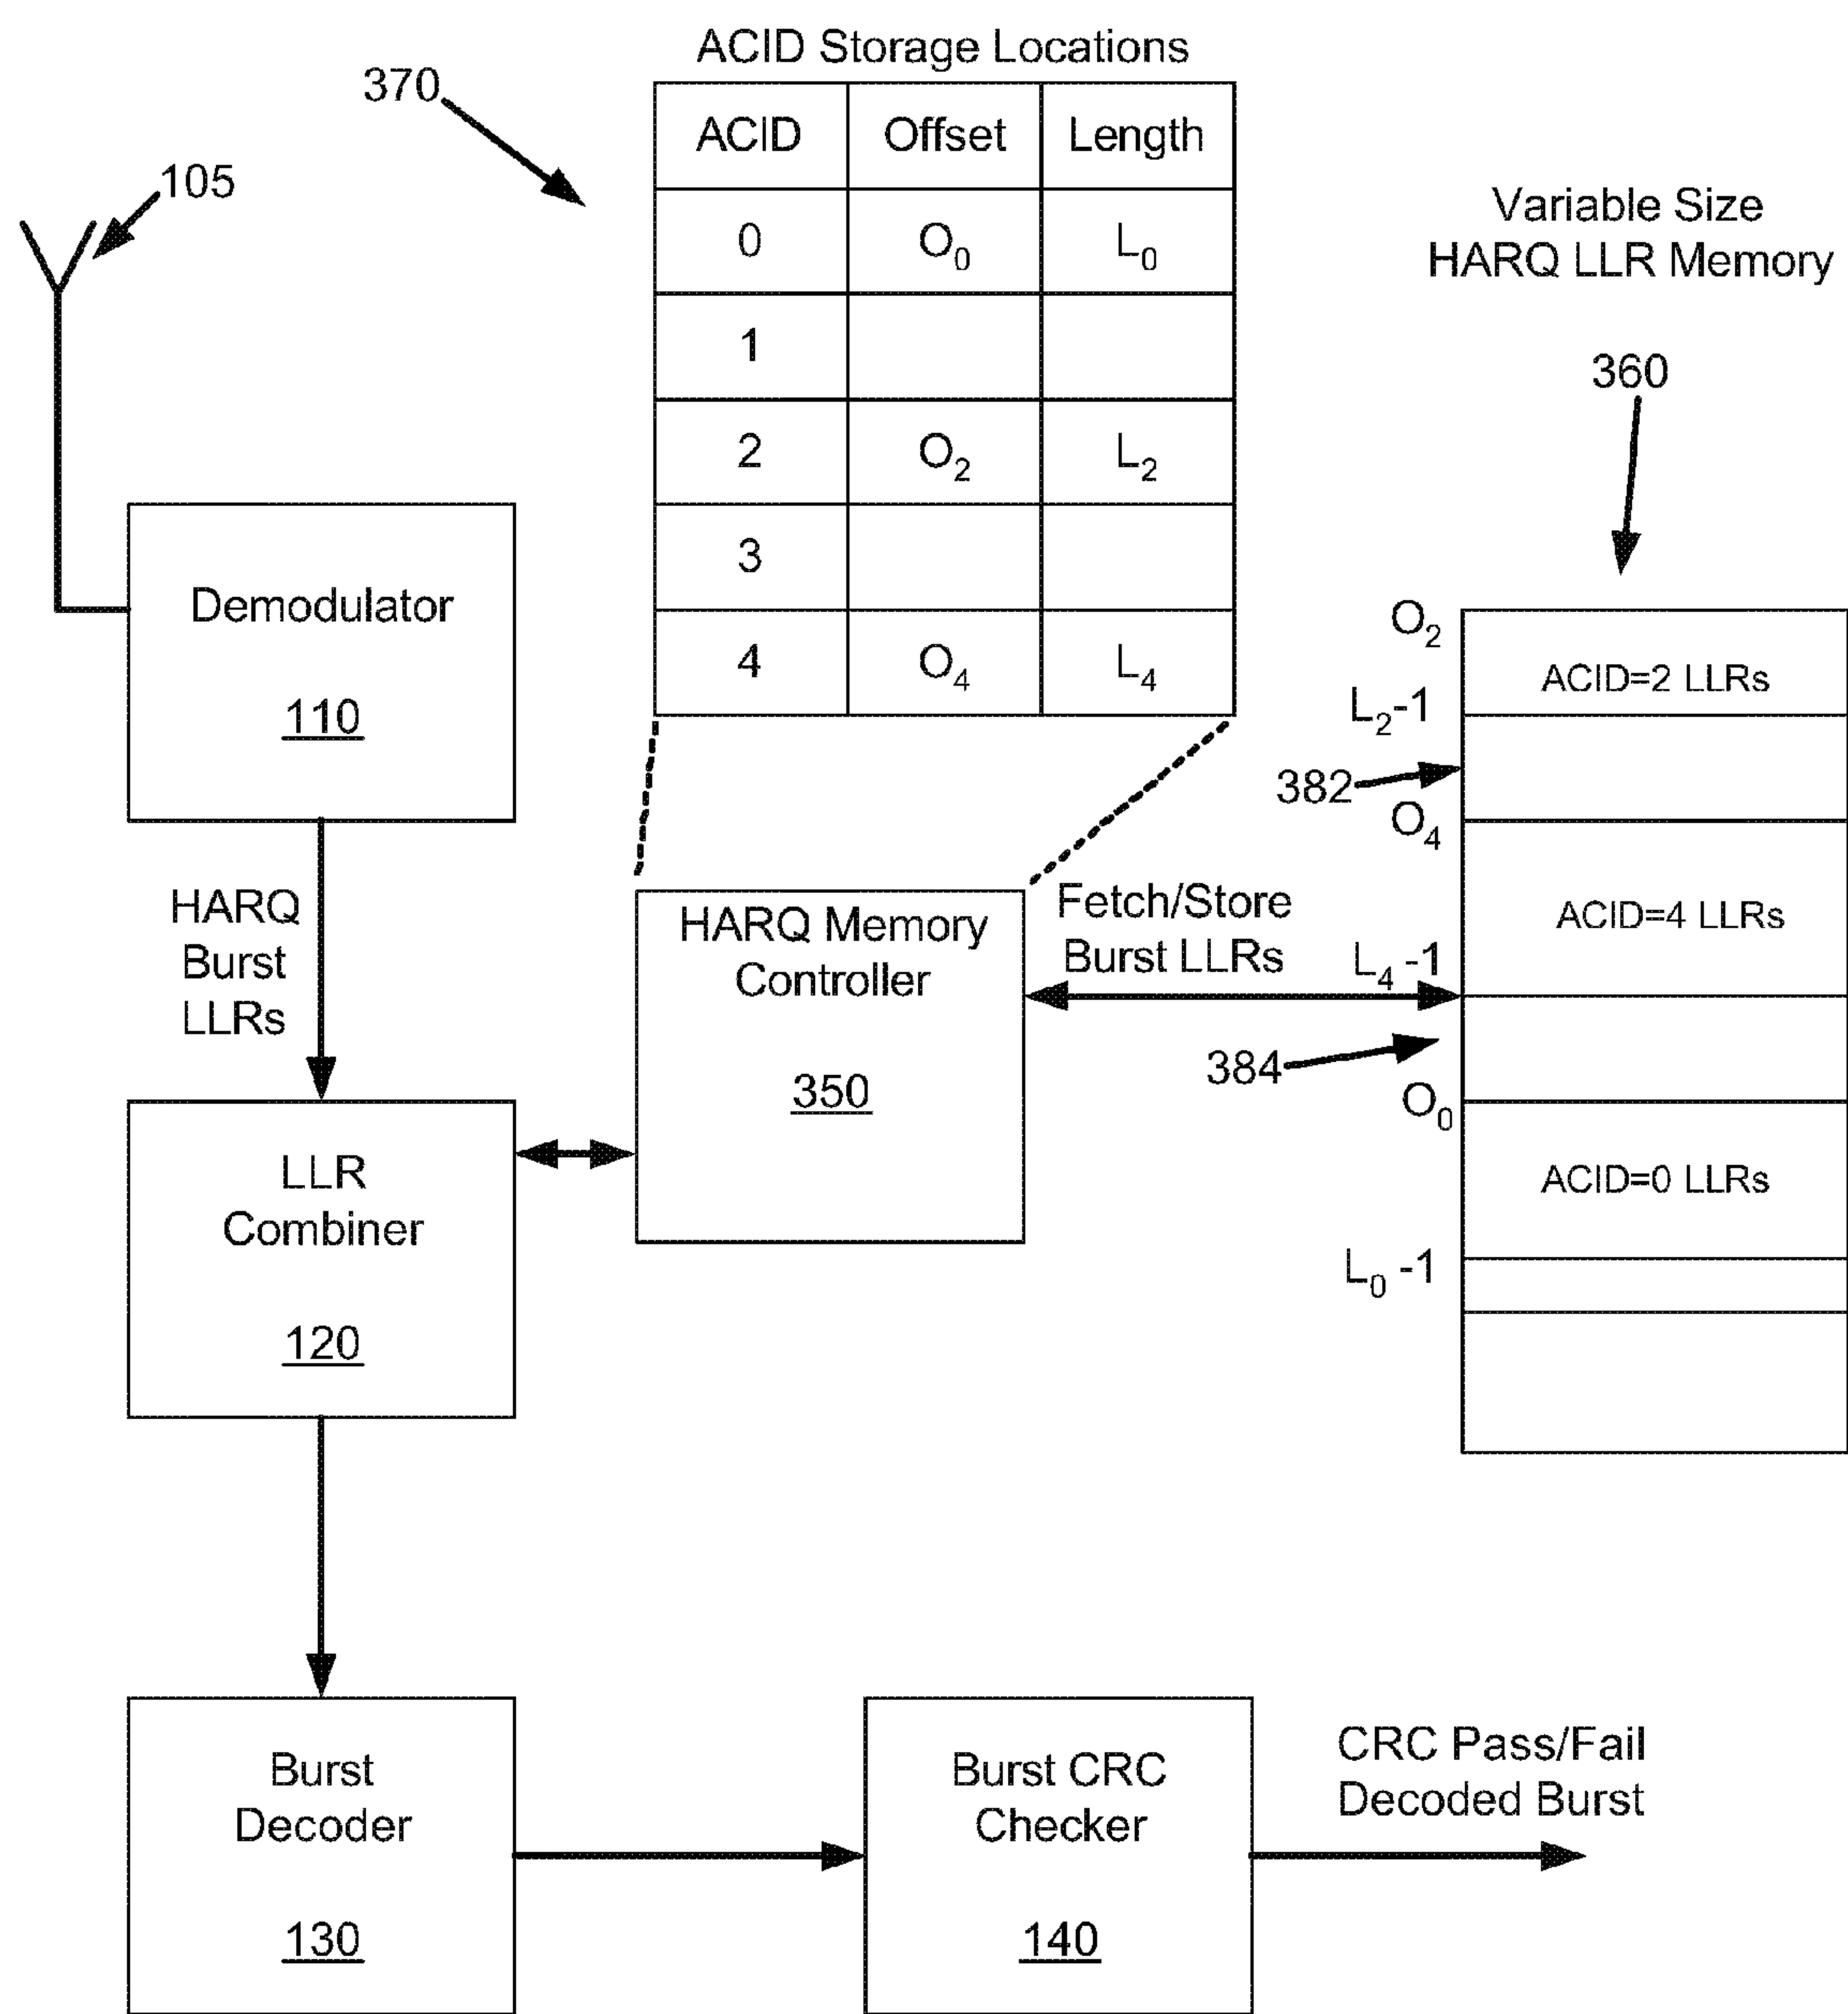 ACID Storage Locations
370
ACID Offset Length
0 O₀ L₀
1
2 O₂ L₂
3
4 O₄ L₄
105
Variable Size
HARQ LLR Memory
360
Demodulator
110
O₂
ACID=2 LLRs
L₂-1
382
O₄
ACID=4 LLRs
L₄ -1
384
O₀
ACID=0 LLRs
L₀ -1
HARQ
Burst
LLRs
HARQ Memory
Controller
350
Fetch/Store
Burst LLRs
LLR
Combiner
120
Burst
Decoder
130
Burst CRC
Checker
140
CRC Pass/Fail
Decoded Burst